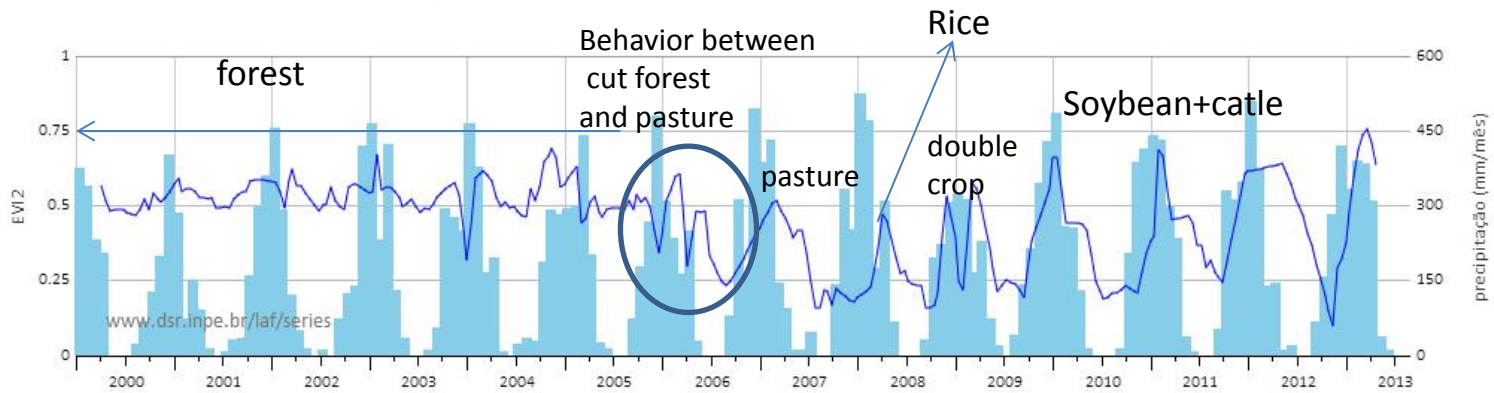 Rice
Behavior between
cut forest
and pasture
forest
Soybean+catle
double
crop
pasture
1
0.75
0.5
0.25
0
EVI2
600
450
300
150
0
precipitação (mm/mês)
www.dsr.inpe.br/laf/series
2000 2001 2002 2003 2004 2005 2006 2007 2008 2009 2010 2011 2012 2013